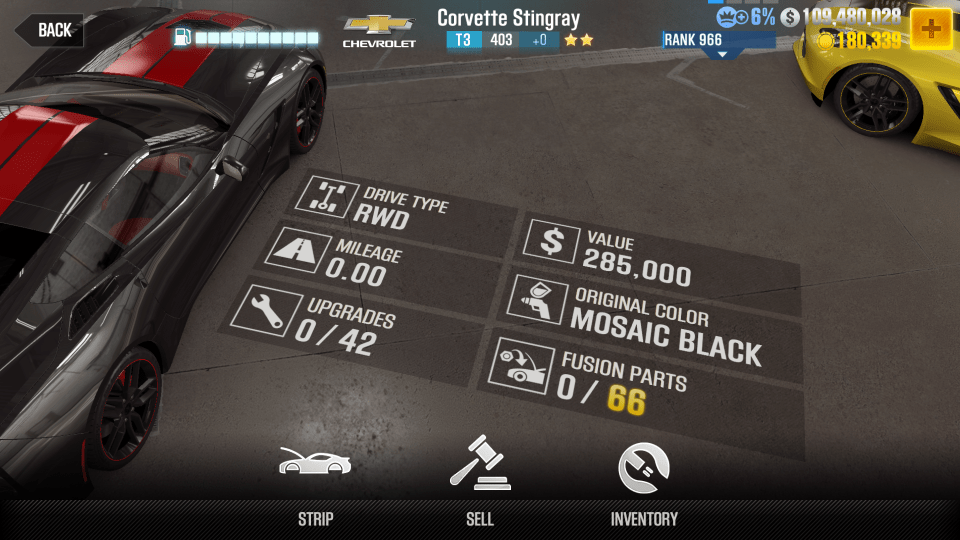 BACK
CHEVROLET
Corvette Stingray
T3 403 +0
6%
109,480,028
RANK 966
180,339
DRIVE TYPE
RWD
MILEAGE
0.00
UPGRADES
0 / 42
VALUE
285,000
ORIGINAL COLOR
MOSAIC BLACK
FUSION PARTS
0 / 66
STRIP
SELL
INVENTORY